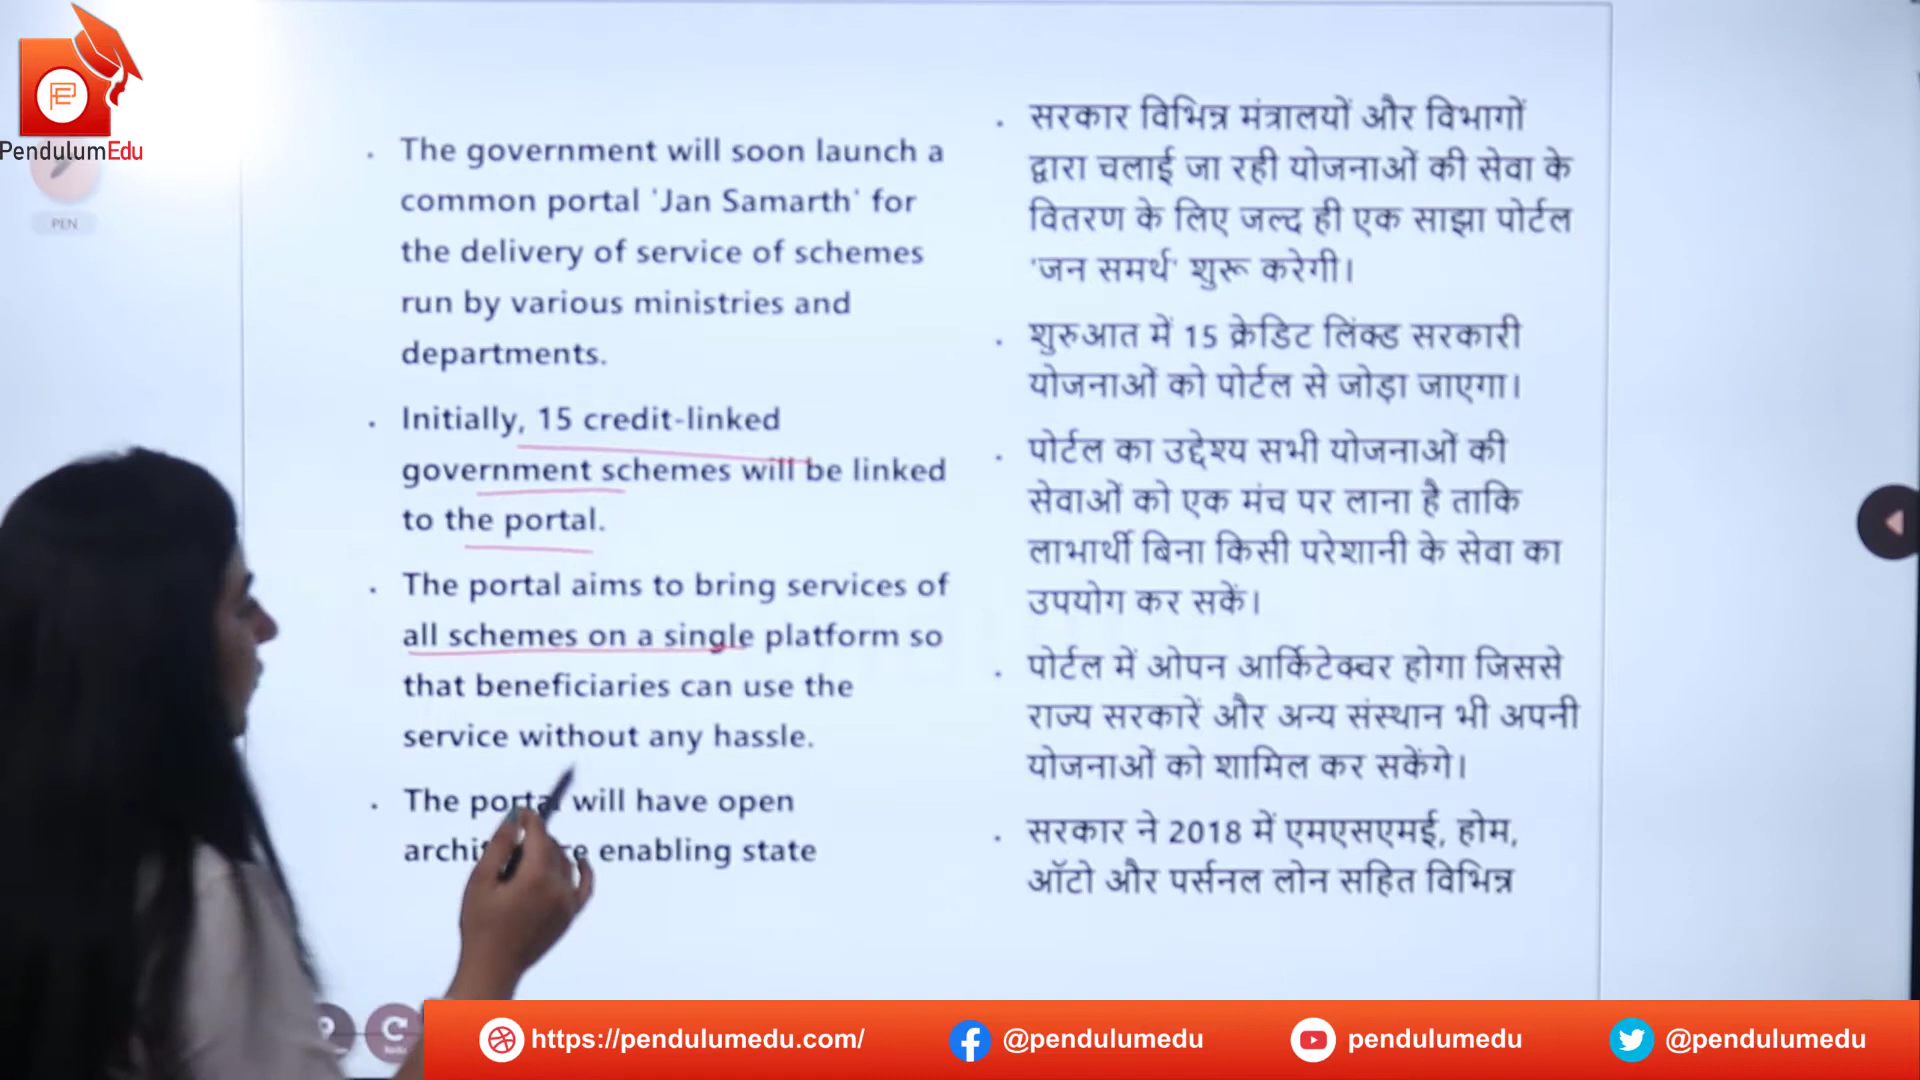 PendulumEdu
PEN
. The government will soon launch a
common portal 'Jan Samarth' for
the delivery of service of schemes
run by various ministries and
departments.
. Initially, 15 credit-linked
government schemes will be linked
to the portal.
. The portal aims to bring services of
all schemes on a single platform so
that beneficiaries can use the
service without any hassle.
. The portal will have open
enabling state
. सरकार विभिन्न मंत्रालयों और विभागों
द्वारा चलाई जा रही योजनाओं की सेवा के
वितरण के लिए जल्द ही एक साझा पोर्टल
'जन समर्थ' शुरू करेगी।
. शुरुआत में 15 क्रेडिट लिंक्ड सरकारी
योजनाओं को पोर्टल से जोड़ा जाएगा।
. पोर्टल का उद्देश्य सभी योजनाओं की
सेवाओं को एक मंच पर लाना है ताकि
लाभार्थी बिना किसी परेशानी के सेवा का
उपयोग कर सकें।
. पोर्टल में ओपन आर्किटेक्चर होगा जिससे
राज्य सरकारें और अन्य संस्थान भी अपनी
योजनाओं को शामिल कर सकेंगे।
. सरकार ने 2018 में एमएसएमई, होम,
ऑटो और पर्सनल लोन सहित विभिन्न
https://pendulumedu.com/
@pendulumedu
pendulumedu
@pendulumedu